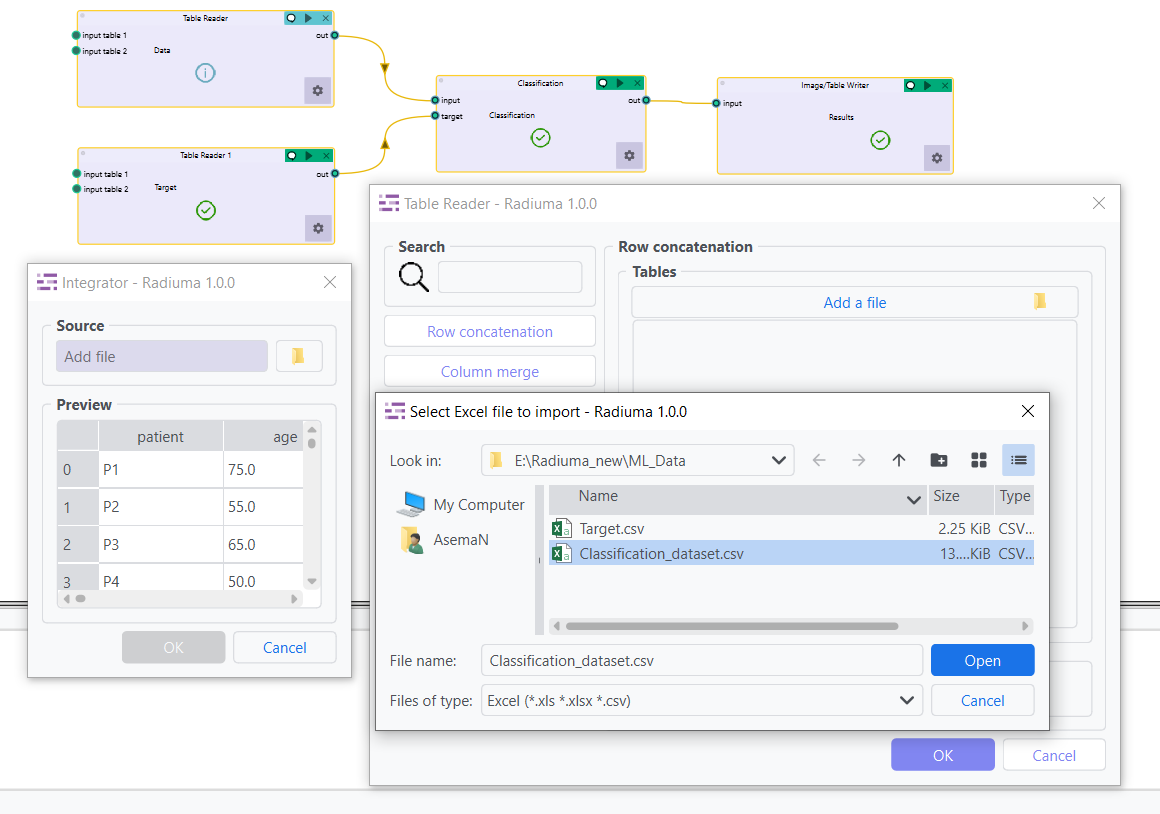 Table Reader
input table 1
out
input table 2
Data
Classification
input
out
target
Classification
Image/Table Writer
input
Results
Table Reader 1
input table 1
out
input table 2
Target
Table Reader - Radiuma 1.0.0
Search
Row concatenation
Column merge
Row concatenation
Tables
Add a file
OK
Cancel
Integrator - Radiuma 1.0.0
Source
Add file
Preview
patient age
0 P1 75.0
1 P2 55.0
2 P3 65.0
3 P4 50.0
OK Cancel
Select Excel file to import - Radiuma 1.0.0
Look in: E:\Radiuma_new\ML_Data
My Computer
AsemaN
Name Size Type
Target.csv 2.25 KiB CSV...
Classification_dataset.csv 13....KiB CSV...
File name: Classification_dataset.csv Open
Files of type: Excel (*.xls *.xlsx *.csv) Cancel